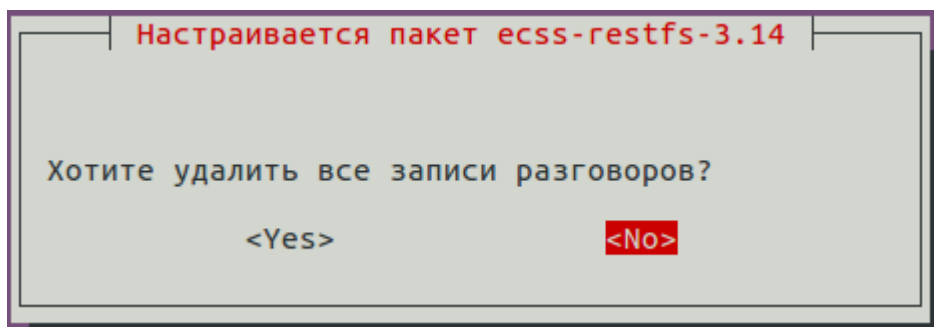 Настраивается пакет ecss-restfs-3.14
Хотите удалить все записи разговоров?
<Yes> <No>